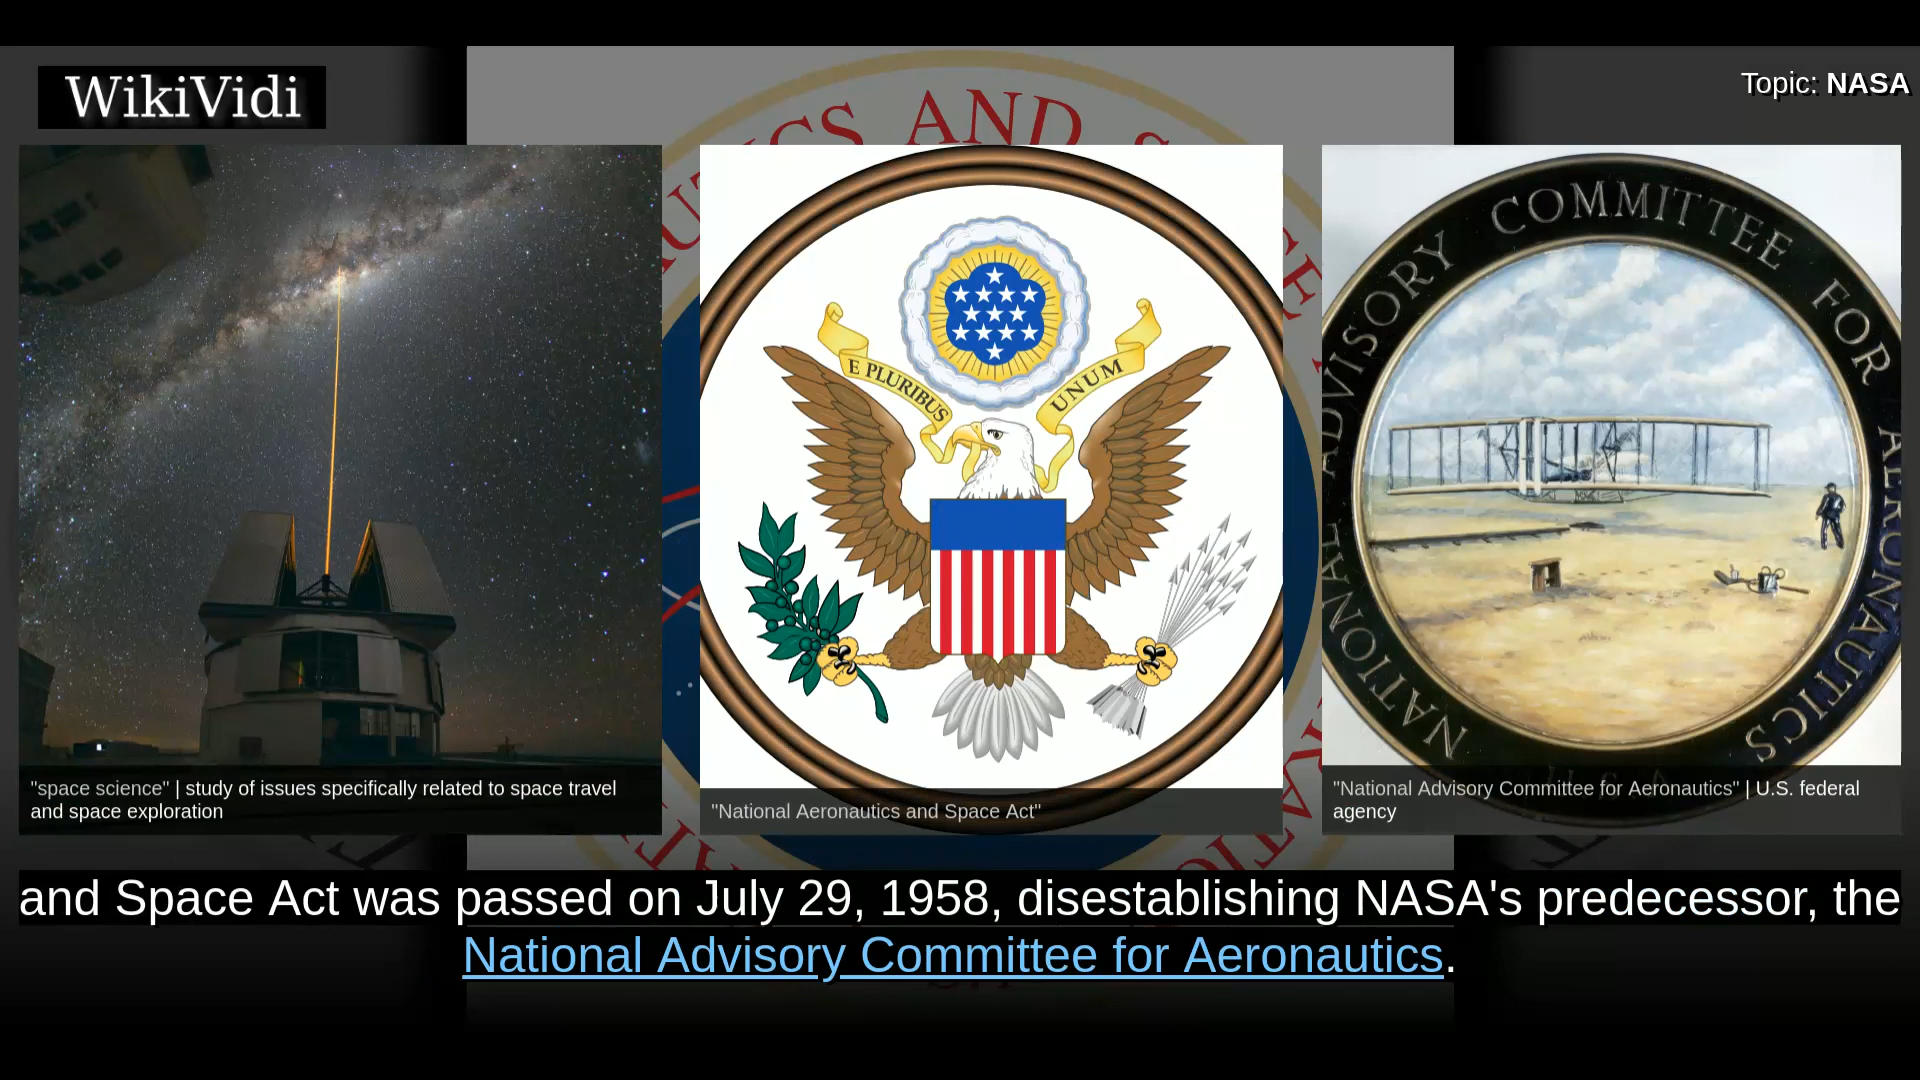 WikiVidi
Topic: NASA
AND
E PLURIBUS UNUM
NATIONAL ADVISORY COMMITTEE FOR AERONAUTICS
"space science" | study of issues specifically related to space travel
and space exploration
"National Aeronautics and Space Act"
"National Advisory Committee for Aeronautics" | U.S. federal
agency
and Space Act was passed on July 29, 1958, disestablishing NASA's predecessor, the
National Advisory Committee for Aeronautics.